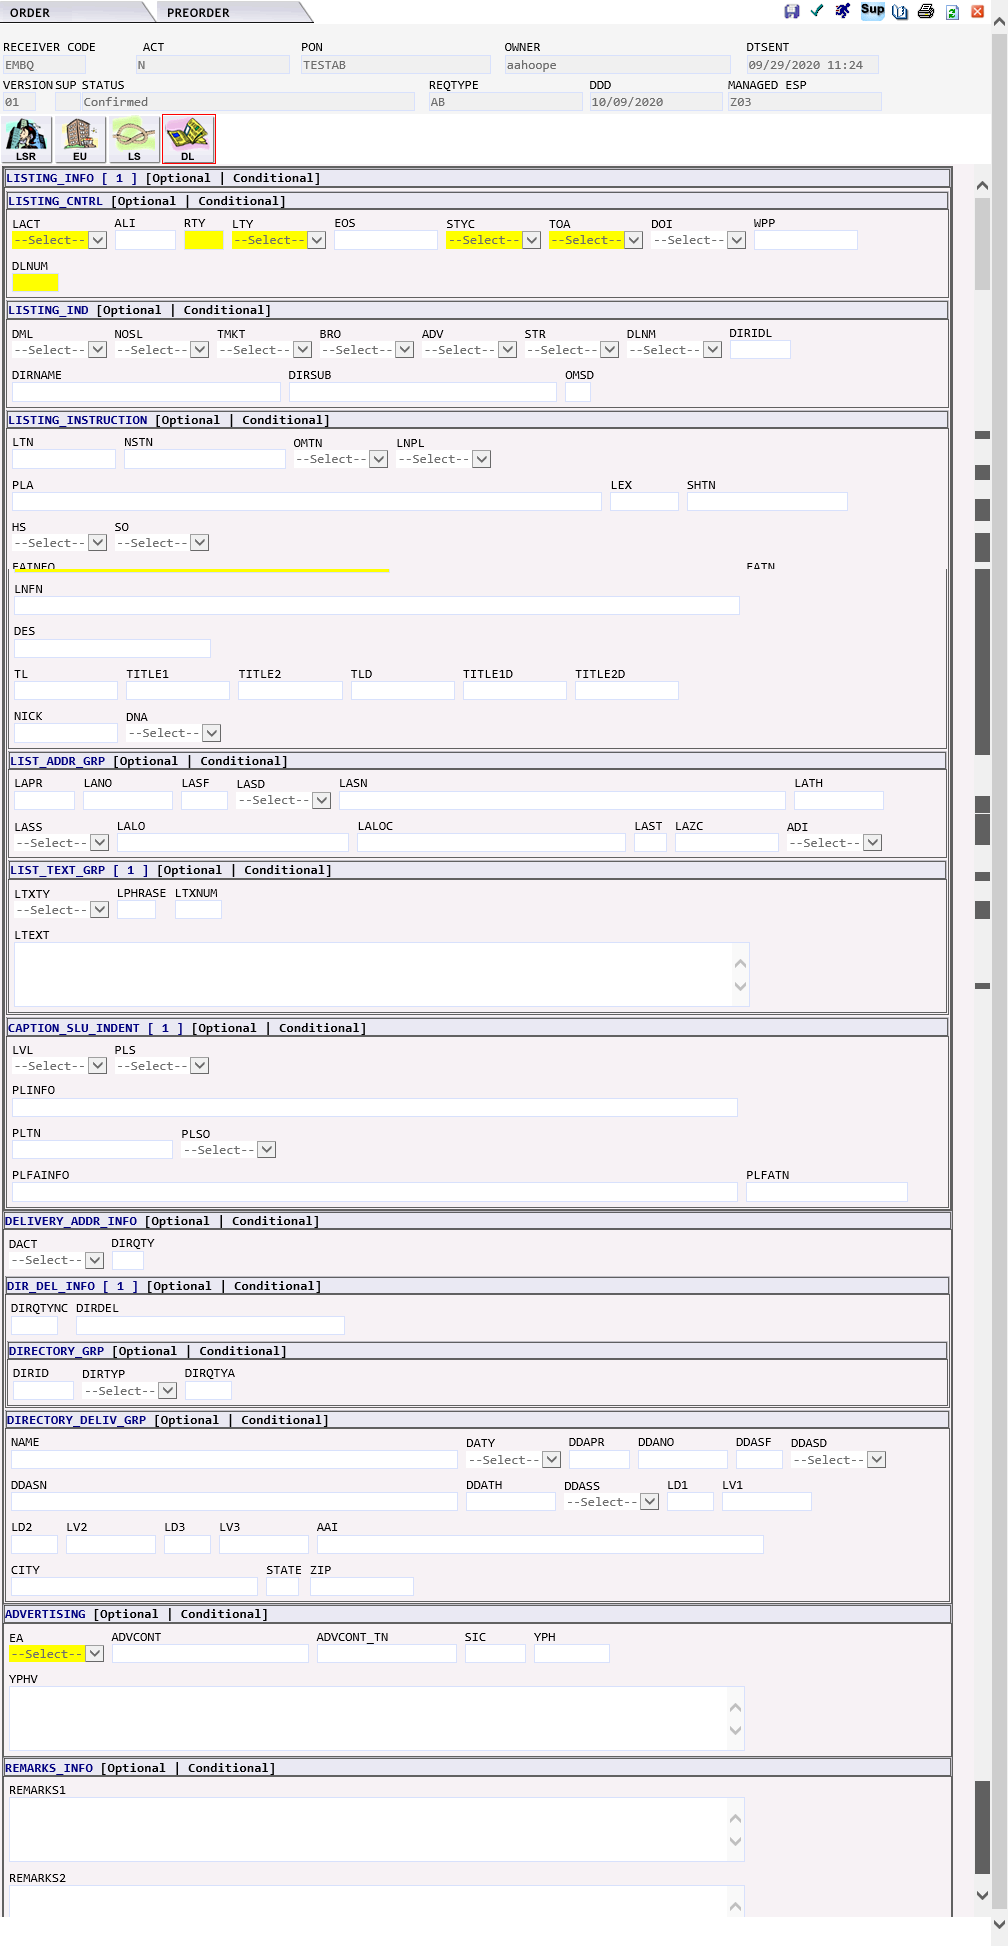 ORDER PREORDER Sup
RECEIVER CODE ACT PON OWNER DTSENT
EMBQ N TESTAB aahoope 09/29/2020 11:24
VERSION SUP STATUS REQTYPE DDD MANAGED ESP
01 Confirmed AB 10/09/2020 Z03
LSR EU LS DL
LISTING_INFO [ 1 ] [Optional | Conditional]
LISTING_CNTRL [Optional | Conditional]
LACT ALI RTY LTY EOS STYC TOA DOI WPP
--Select-- --Select-- --Select-- --Select-- --Select--
DLNUM
LISTING_IND [Optional | Conditional]
DML NOSL TMKT BRO ADV STR DLNM DIRIDL
--Select-- --Select-- --Select-- --Select-- --Select-- --Select-- --Select--
DIRNAME DIRSUB OMSD
LISTING_INSTRUCTION [Optional | Conditional]
LTN NSTN OMTN LNPL
--Select-- --Select--
PLA LEX SHTN
HS SO
--Select-- --Select--
FAINFO FATN
LNFN
DES
TL TITLE1 TITLE2 TLD TITLE1D TITLE2D
NICK DNA
--Select--
LIST_ADDR_GRP [Optional | Conditional]
LAPR LANO LASF LASD LASN LATH
--Select--
LASS LALO LALOC LAST LAZC ADI
--Select-- --Select--
LIST_TEXT_GRP [ 1 ] [Optional | Conditional]
LTXTY LPHRASE LTXNUM
--Select--
LTEXT
CAPTION_SLU_INDENT [ 1 ] [Optional | Conditional]
LVL PLS
--Select-- --Select--
PLINFO
PLTN PLSO
--Select--
PLFAINFO PLFATN
DELIVERY_ADDR_INFO [Optional | Conditional]
DACT DIRQTY
--Select--
DIR_DEL_INFO [ 1 ] [Optional | Conditional]
DIRQTYNC DIRDEL
DIRECTORY_GRP [Optional | Conditional]
DIRID DIRTYP DIRQTYA
--Select--
DIRECTORY_DELIV_GRP [Optional | Conditional]
NAME DATY DDAPR DDANO DDASF DDASD
--Select-- --Select--
DDASN DDATH DDASS LD1 LV1
--Select--
LD2 LV2 LD3 LV3 AAI
CITY STATE ZIP
ADVERTISING [Optional | Conditional]
EA ADVCONT ADVCONT_TN SIC YPH
--Select--
YPHV
REMARKS_INFO [Optional | Conditional]
REMARKS1
REMARKS2